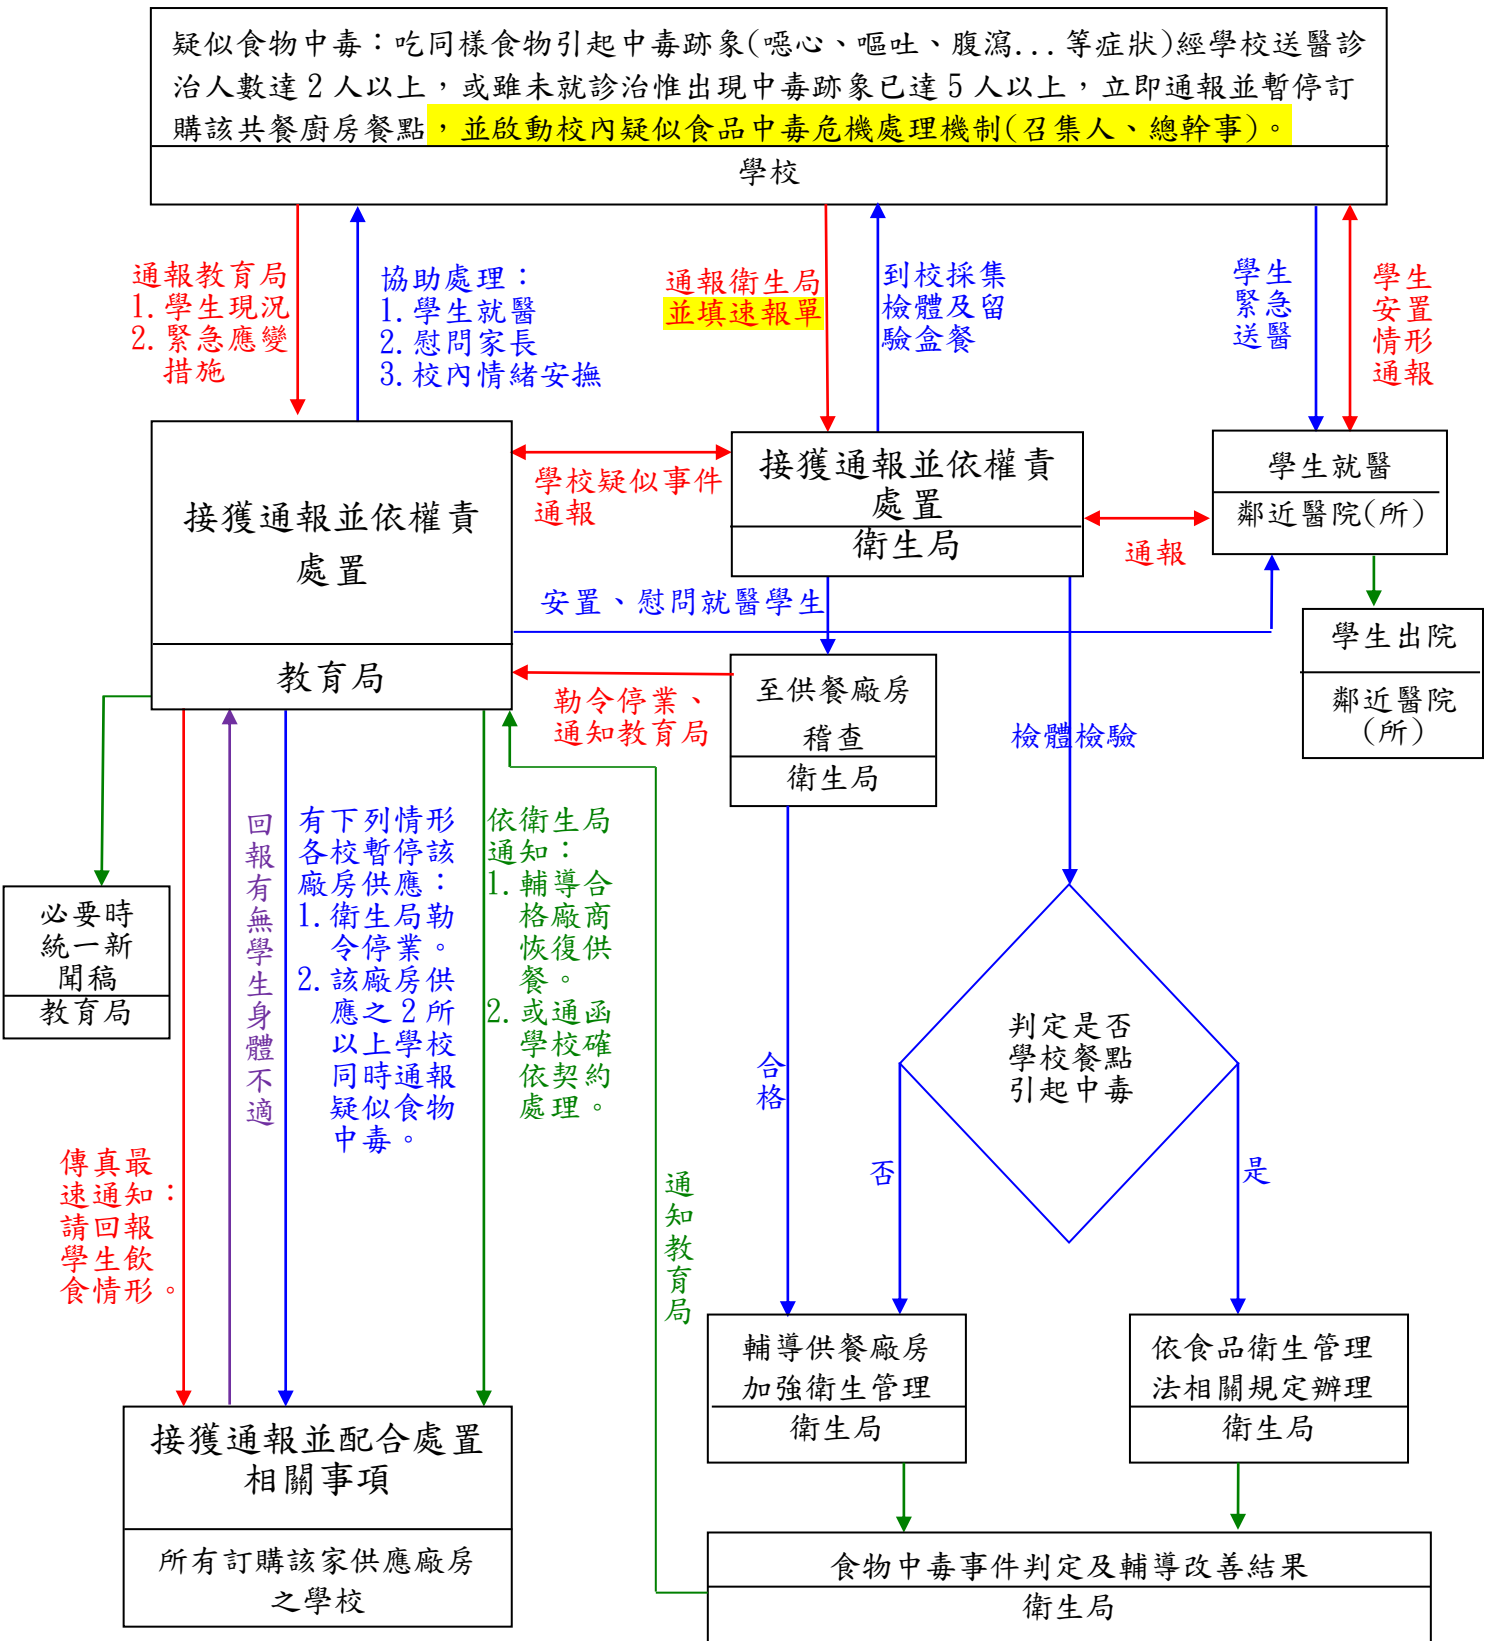 疑似食物中毒：吃同樣食物引起中毒跡象(噁心、嘔吐、腹瀉...等症狀)經學校送醫診
治人數達2人以上，或雖未就診治惟出現中毒跡象已達5人以上，立即通報並暫停訂
購該共餐廚房餐點，並啟動校內疑似食品中毒危機處理機制(召集人、總幹事)。
學校
通報教育局
1.學生現況
2.緊急應變
措施
協助處理：
1.學生就醫
2.慰問家長
3.校內情緒安撫
通報衛生局
並填速報單
到校採集
檢體及留
驗盒餐
學生
緊急
送醫
學生
安置
情形
通報
接獲通報並依權責
處置
教育局
學校疑似事件
通報
接獲通報並依權責
處置
衛生局
通報
學生就醫
鄰近醫院(所)
安置、慰問就醫學生
學生出院
鄰近醫院
(所)
勒令停業、
通知教育局
至供餐廠房
稽查
衛生局
檢體檢驗
必要時
統一新
聞稿
教育局
傳真最
速通知：
請回報
學生飲
食情形。
回報有無學生身體不適
有下列情形
各校暫停該
廠房供應：
1.衛生局勒
令停業。
2.該廠房供
應之2所
以上學校
同時通報
疑似食物
中毒。
依衛生局
通知：
1.輔導合
格廠商
恢復供
餐。
2.或通函
學校確
依契約
處理。
通知教育局
合格
判定是否
學校餐點
引起中毒
否
是
輔導供餐廠房
加強衛生管理
衛生局
依食品衛生管理
法相關規定辦理
衛生局
接獲通報並配合處置
相關事項
所有訂購該家供應廠房
之學校
食物中毒事件判定及輔導改善結果
衛生局